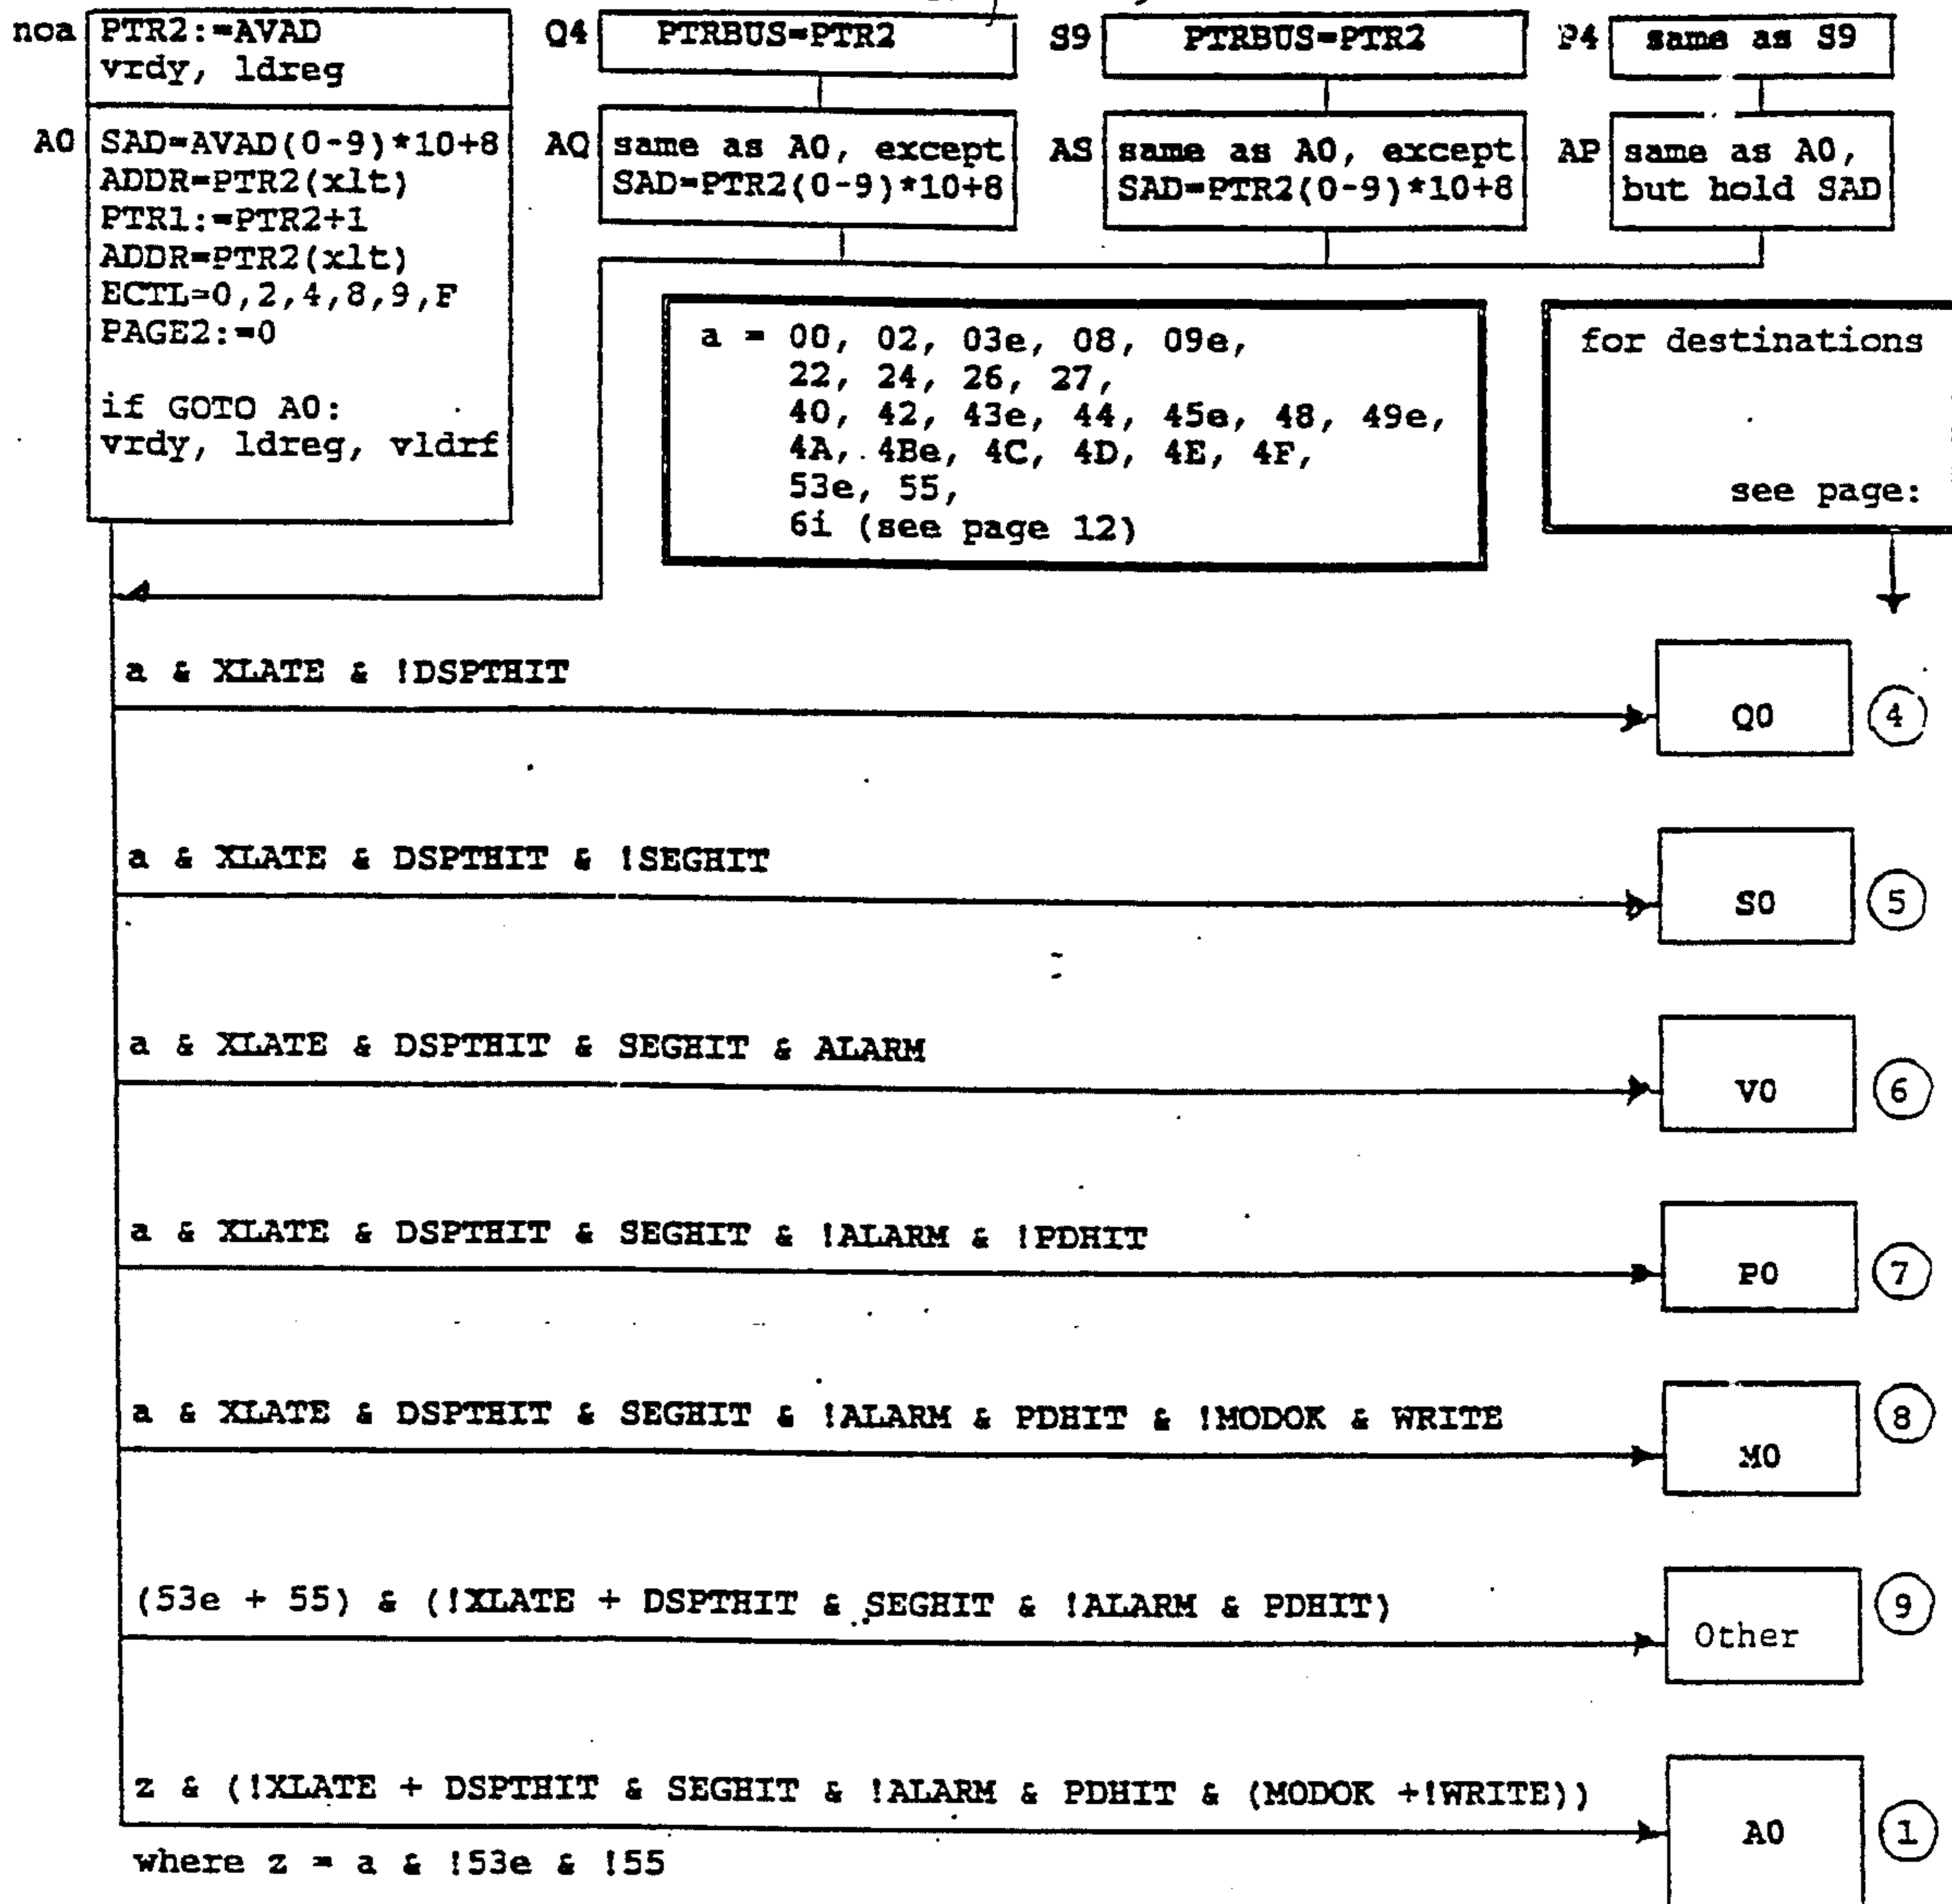 noa PTR2:=AVAD
vrdy, ldreg
A0 SAD=AVAD(0-9)*10+8
ADDR=PTR2(xlt)
PTR1:=PTR2+1
ADDR=PTR2(xlt)
ECTL=0,2,4,8,9,F
PAGE2:=0
if GOTO A0:
vrdy, ldreg, vldrf
Q4 PTRBUS=PTR2
AQ same as A0, except
SAD=PTR2(0-9)*10+8
S9 PTRBUS=PTR2
AS same as A0, except
SAD=PTR2(0-9)*10+8
P4 same as S9
AP same as A0,
but hold SAD
a = 00, 02, 03e, 08, 09e,
22, 24, 26, 27,
40, 42, 43e, 44, 45e, 48, 49e,
4A, 4Be, 4C, 4D, 4E, 4F,
53e, 55,
6i (see page 12)
for destinations
see page:
a & XLATE & !DSPTHIT
Q0 4
a & XLATE & DSPTHIT & !SEGHIT
S0 5
a & XLATE & DSPTHIT & SEGHIT & ALARM
V0 6
a & XLATE & DSPTHIT & SEGHIT & !ALARM & !PDHIT
P0 7
a & XLATE & DSPTHIT & SEGHIT & !ALARM & PDHIT & !MODOK & WRITE
M0 8
(53e + 55) & (!XLATE + DSPTHIT & SEGHIT & !ALARM & PDHIT)
Other 9
z & (!XLATE + DSPTHIT & SEGHIT & !ALARM & PDHIT & (MODOK +!WRITE))
A0 1
where z = a & !53e & !55